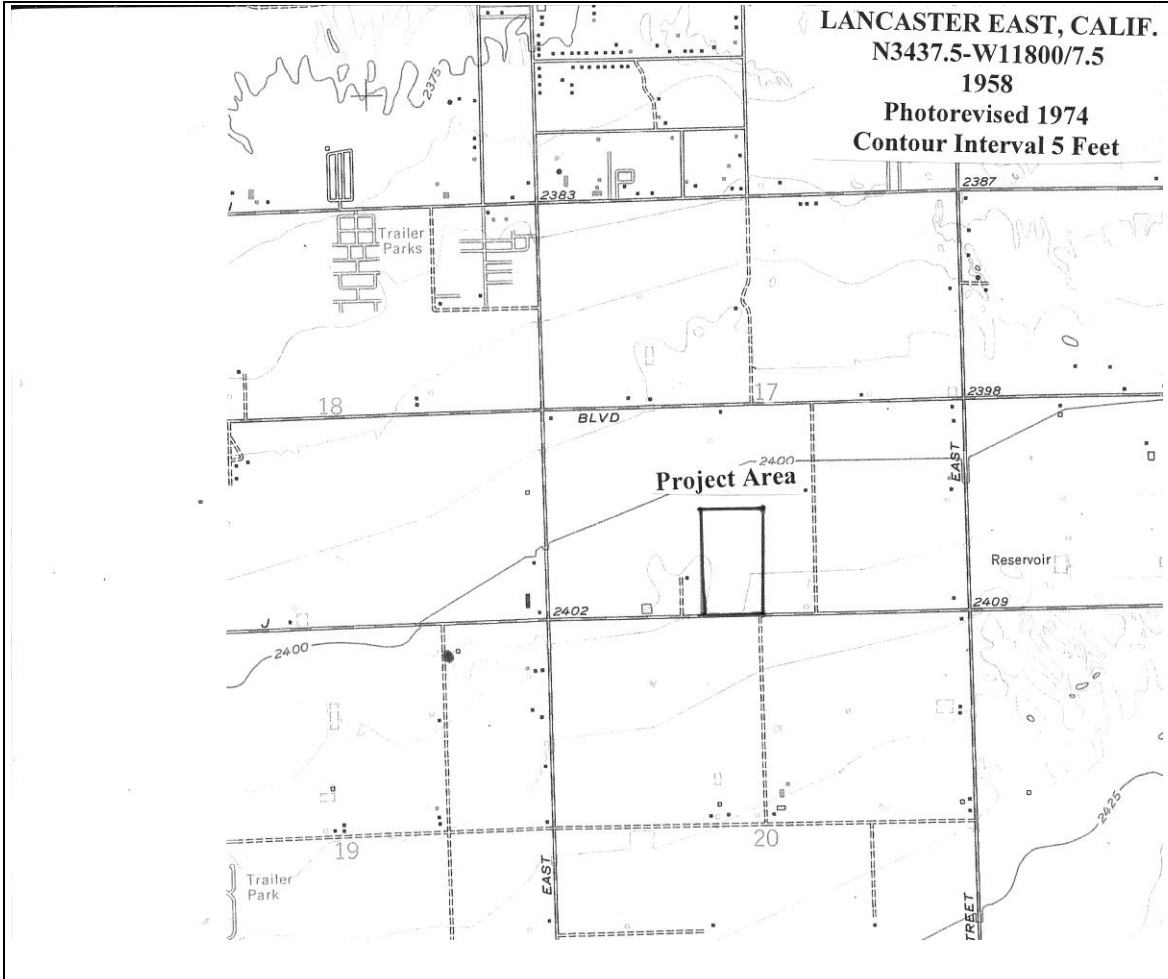 LANCASTER EAST, CALIF.
N3437.5-W11800/7.5
1958
Photorevised 1974
Contour Interval 5 Feet
2375
2387
2383
Trailer
Parks
2398
18
17
BLVD
2400
EAST
Project Area
Reservoir
2402
2409
J
2400
2425
19
20
EAST
Trailer
Park
TREET